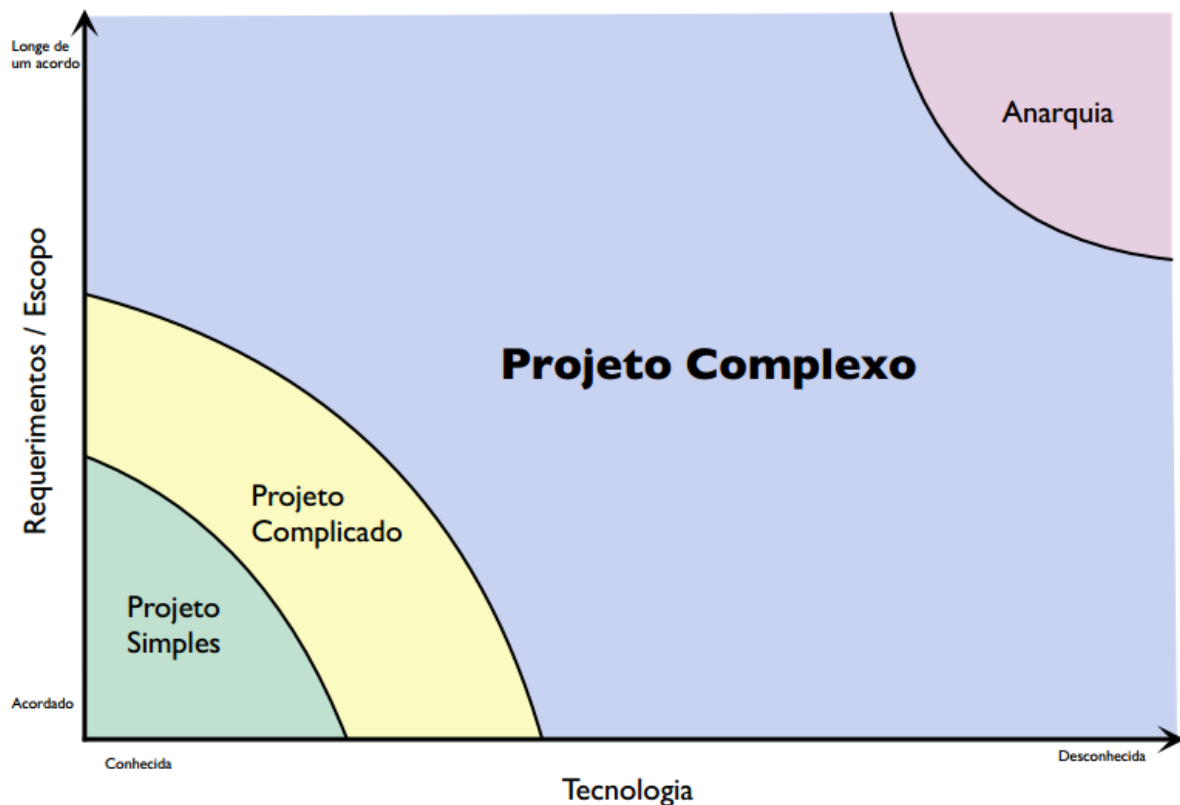 Longe de
um acordo
Anarquia
Requerimentos / Escopo
Projeto Complexo
Projeto
Complicado
Projeto
Simples
Acordado
Conhecida
Desconhecida
Tecnologia